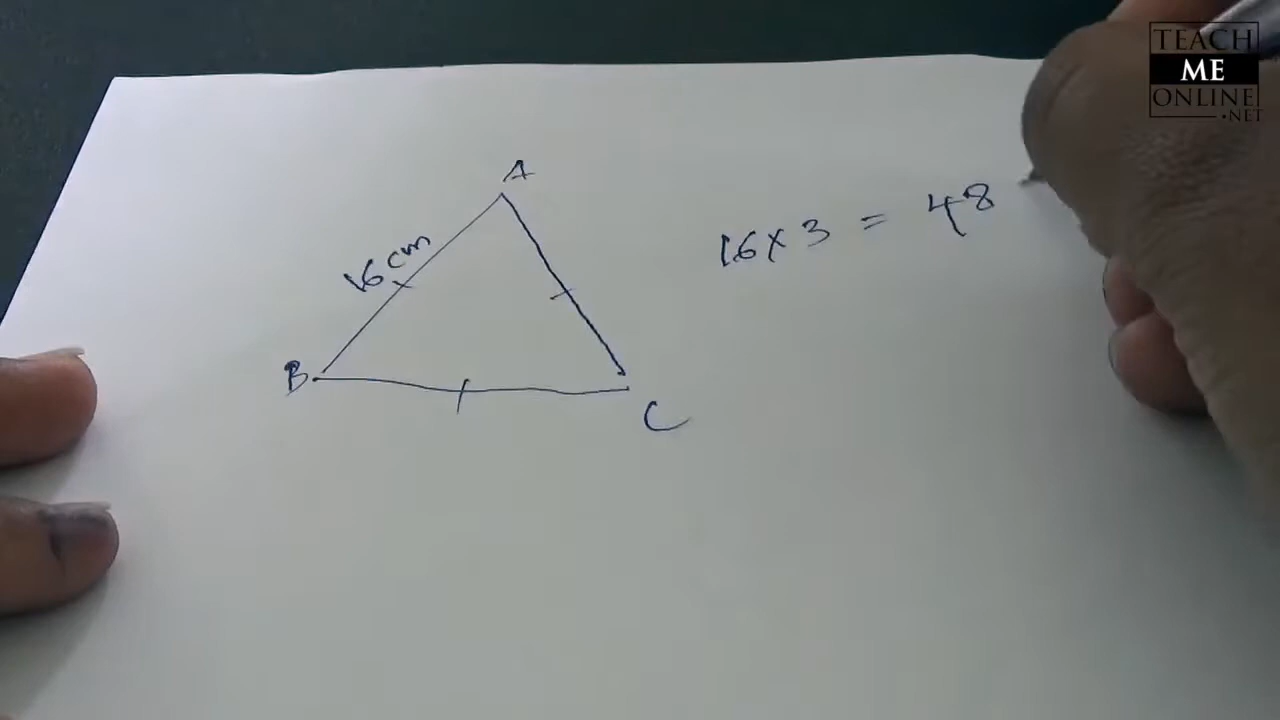 TEACH
ME
ONLINE
.NET
A
16 cm
16 × 3 = 48
B
C